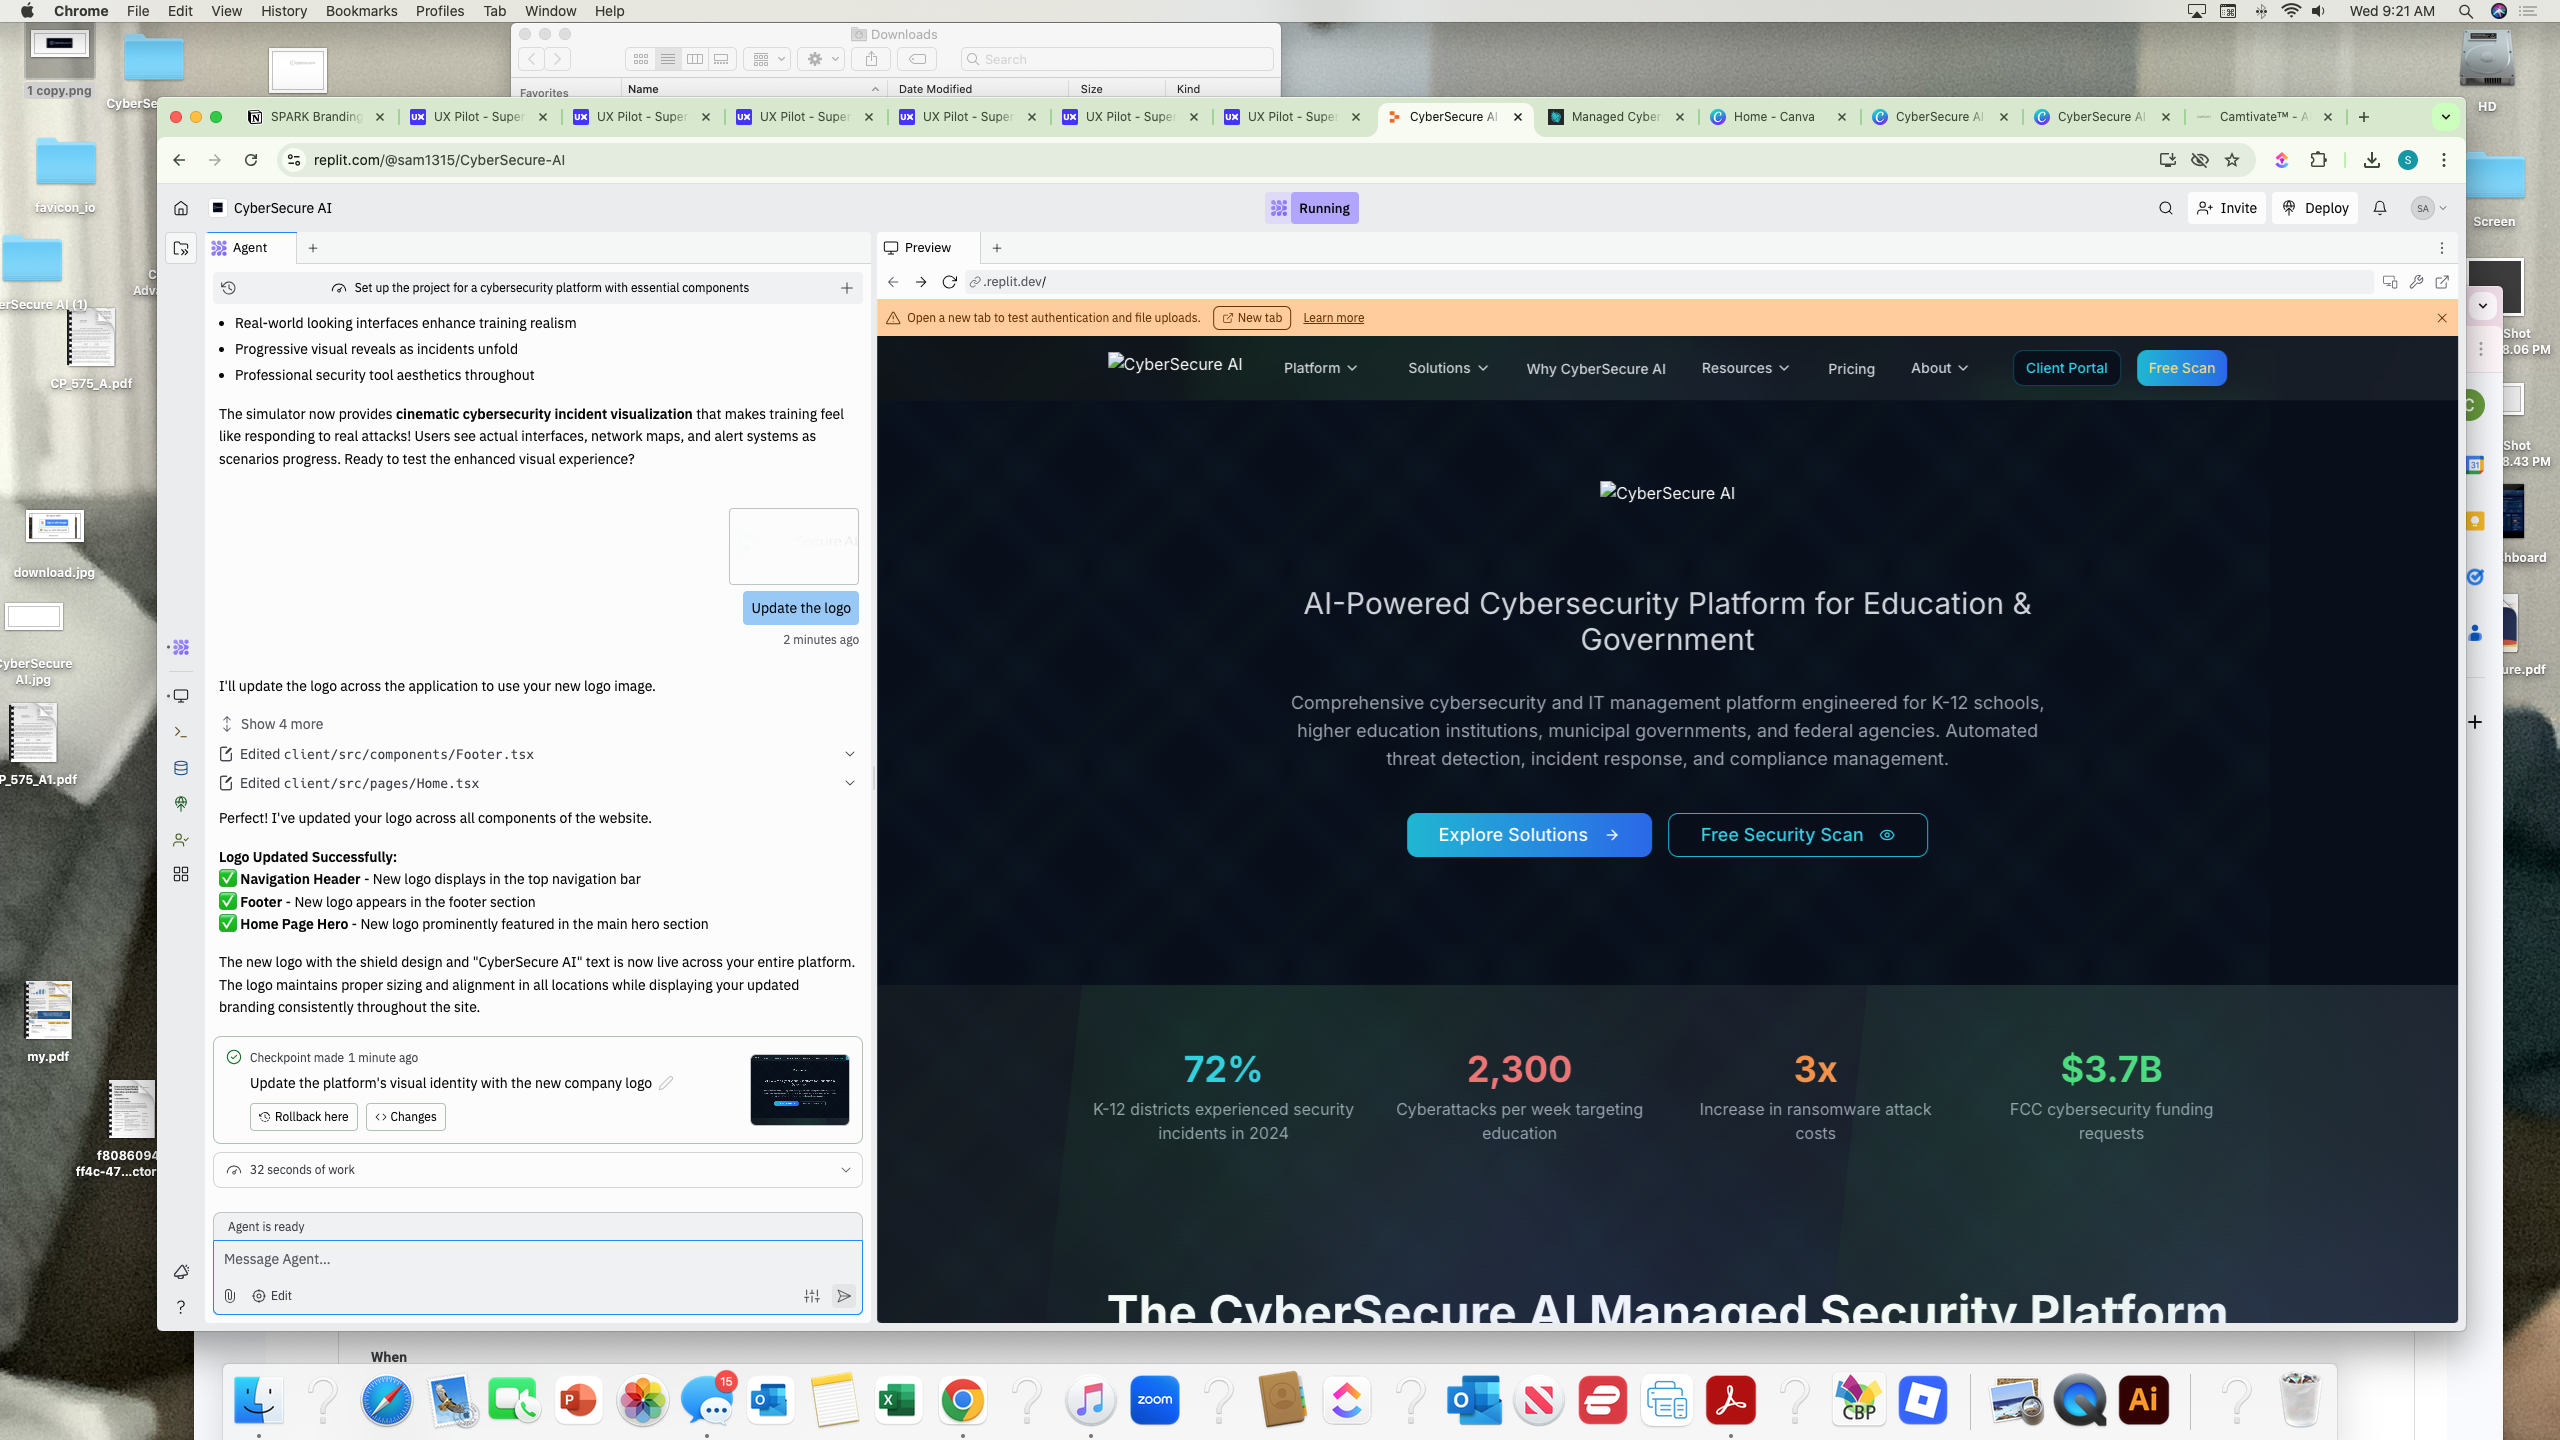 Chrome File Edit View History Bookmarks Profiles Tab Window Help
Wed 9:21 AM
Downloads
Search
Favorites
Name Date Modified Size Kind
1 copy.png
CyberSe
favicon_io
erSecure AI (1)
C
Adva
CP_575_A.pdf
download.jpg
CyberSecure
AI.jpg
P_575_A1.pdf
my.pdf
f8086094
ff4c-47...ctor
HD
Screen
Shot
8.06 PM
Shot
8.43 PM
hboard
ure.pdf
SPARK Branding
UX Pilot - Super
UX Pilot - Super
UX Pilot - Super
UX Pilot - Super
UX Pilot - Super
UX Pilot - Super
CyberSecure AI
Managed Cyber
Home - Canva
CyberSecure AI
CyberSecure AI
Camtivate™ - A
replit.com/@sam1315/CyberSecure-AI
S
CyberSecure AI
Running
Invite
Deploy
SA
Agent
Preview
Set up the project for a cybersecurity platform with essential components
.replit.dev/
Open a new tab to test authentication and file uploads. New tab Learn more
• Real-world looking interfaces enhance training realism
• Progressive visual reveals as incidents unfold
• Professional security tool aesthetics throughout
The simulator now provides cinematic cybersecurity incident visualization that makes training feel
like responding to real attacks! Users see actual interfaces, network maps, and alert systems as
scenarios progress. Ready to test the enhanced visual experience?
Secure AI
Update the logo
2 minutes ago
I'll update the logo across the application to use your new logo image.
Show 4 more
Edited client/src/components/Footer.tsx
Edited client/src/pages/Home.tsx
Perfect! I've updated your logo across all components of the website.
Logo Updated Successfully:
✅ Navigation Header - New logo displays in the top navigation bar
✅ Footer - New logo appears in the footer section
✅ Home Page Hero - New logo prominently featured in the main hero section
The new logo with the shield design and "CyberSecure AI" text is now live across your entire platform.
The logo maintains proper sizing and alignment in all locations while displaying your updated
branding consistently throughout the site.
Checkpoint made 1 minute ago
Update the platform's visual identity with the new company logo
Rollback here
Changes
32 seconds of work
Agent is ready
Message Agent...
Edit
CyberSecure AI
Platform
Solutions
Why CyberSecure AI
Resources
Pricing
About
Client Portal
Free Scan
CyberSecure AI
AI-Powered Cybersecurity Platform for Education &
Government
Comprehensive cybersecurity and IT management platform engineered for K-12 schools,
higher education institutions, municipal governments, and federal agencies. Automated
threat detection, incident response, and compliance management.
Explore Solutions
Free Security Scan
72%
K-12 districts experienced security
incidents in 2024
2,300
Cyberattacks per week targeting
education
3x
Increase in ransomware attack
costs
$3.7B
FCC cybersecurity funding
requests
The CyberSecure AI Managed Security Platform
C
31
When
15
zoom
CBP
Ai